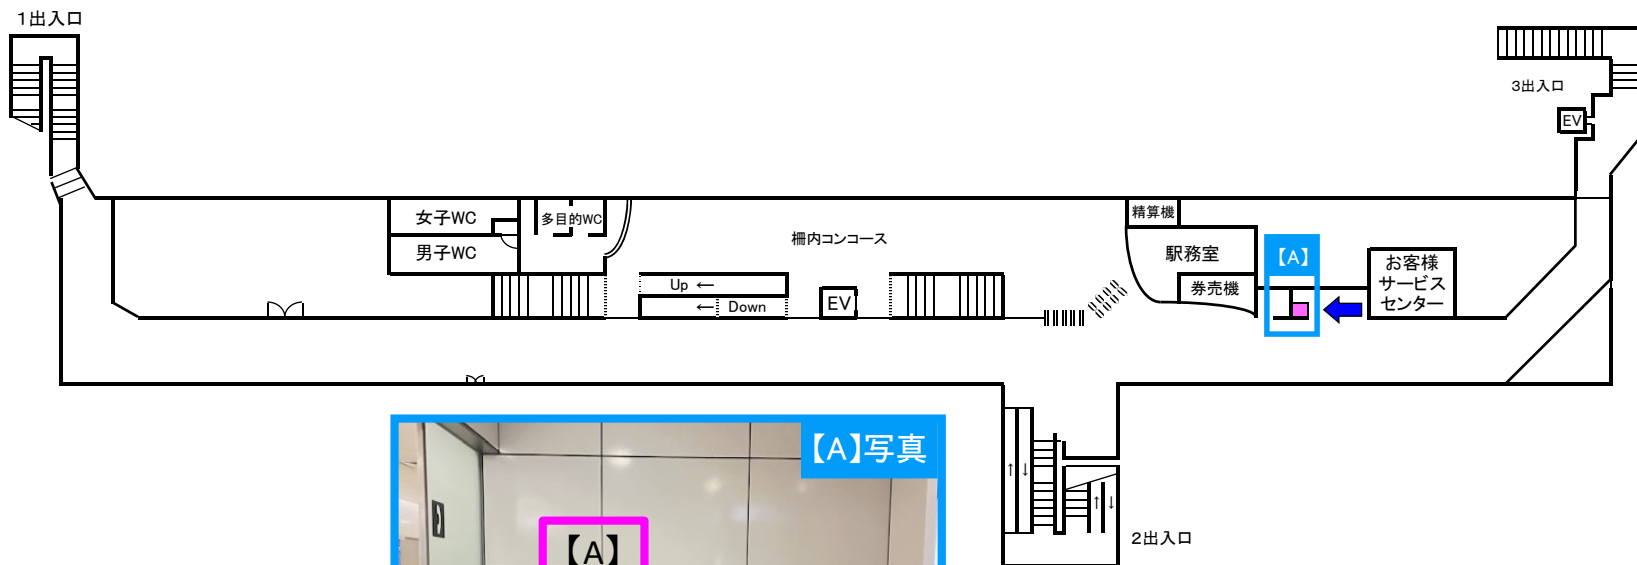 1出入口
3出入口
EV
女子WC
多目的WC
男子WC
柵内コンコース
精算機
駅務室
【A】
お客様
サービス
センター
券売機
Up ←
← Down
EV
【A】写真
【A】
↑ ↓
↑ ↓
2出入口